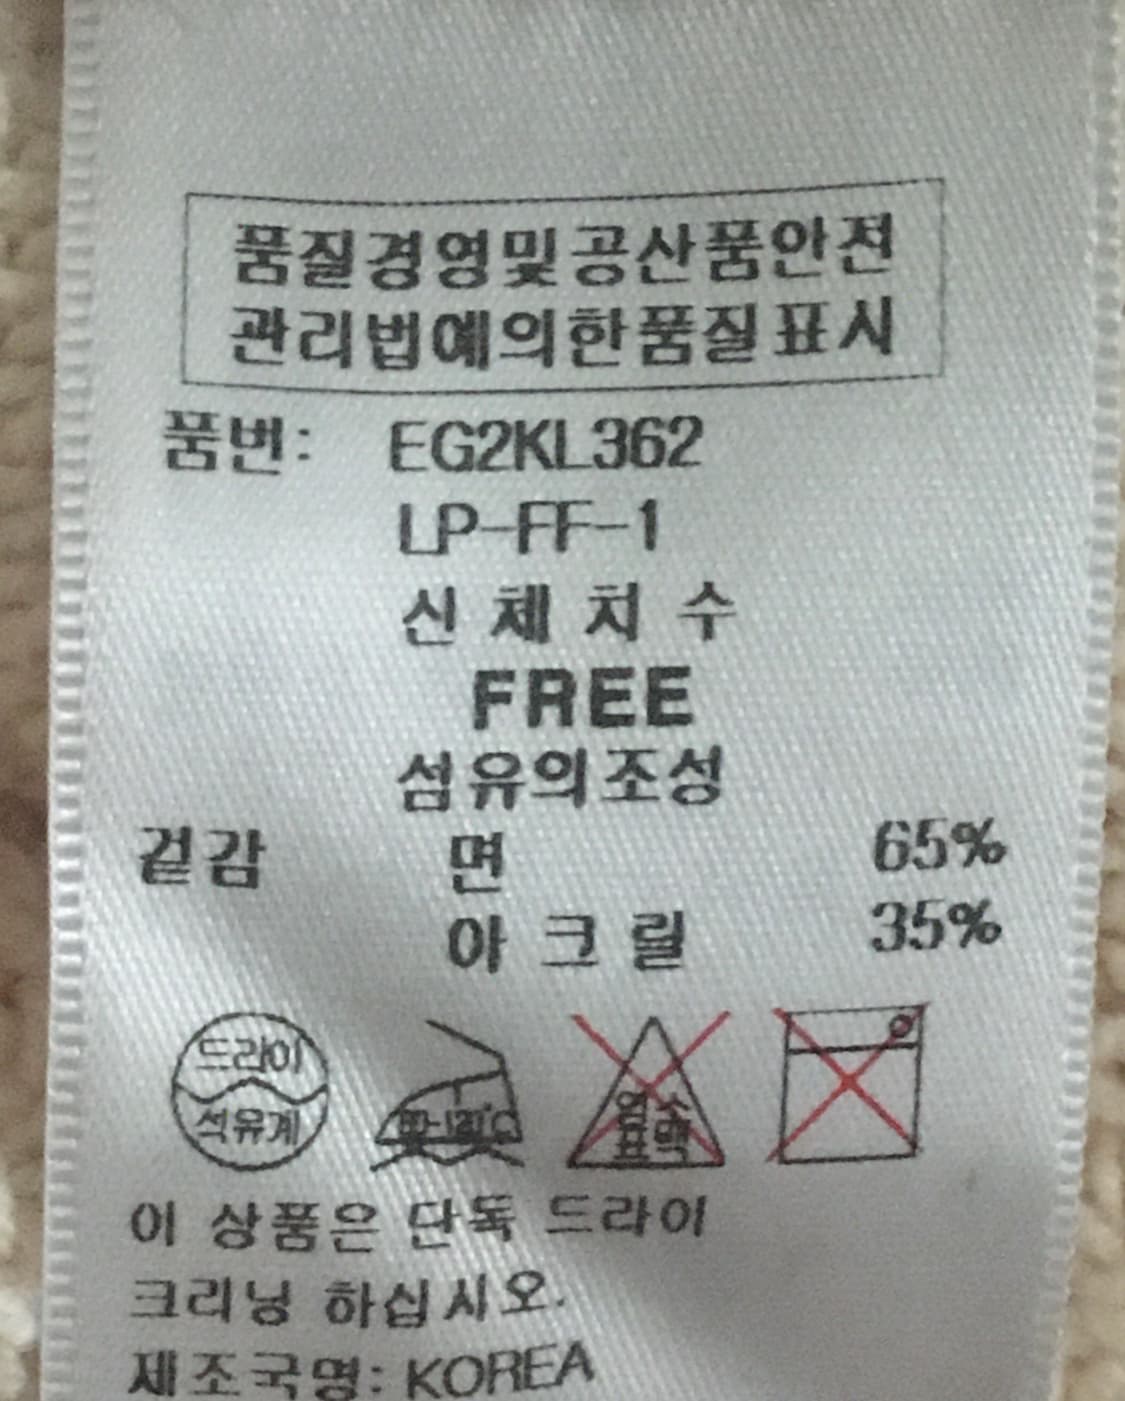 품질경영및공산품안전
관리법에의한품질표시
품번: EG2KL362
LP-FF-1
신 체 치 수
FREE
섬유의조성
겉감 면 65%
아 크 릴 35%
드라이
석유계
염 소
표백
이 상품은 단독 드라이
크리닝 하십시오.
제조국명: KOREA